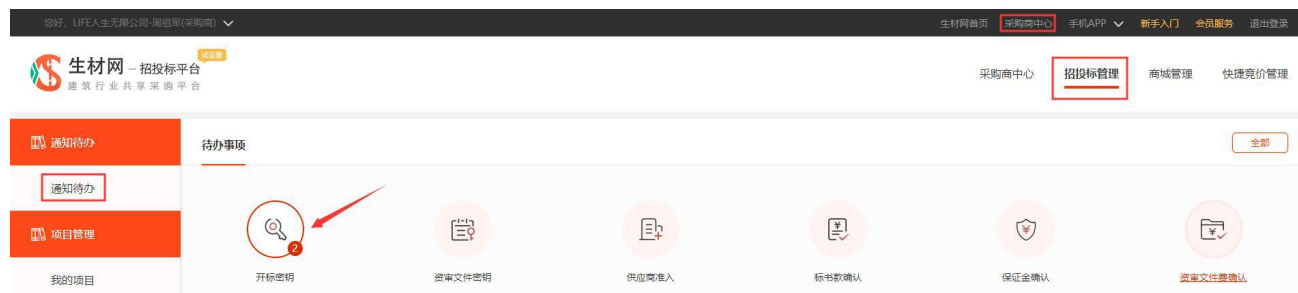 您好，LIFE人生无限公司-周祖军(采购商)
生材网首页 采购商中心 手机APP 新手入门 会员服务 退出登录
生材网 – 招投标平台 试运营
建筑行业共享采购平台
采购商中心 招投标管理 商城管理 快捷竞价管理
通知待办
待办事项 全部
通知待办
项目管理
2
我的项目
开标密钥 资审文件密钥 供应商准入 标书款确认 保证金确认 资审文件费确认